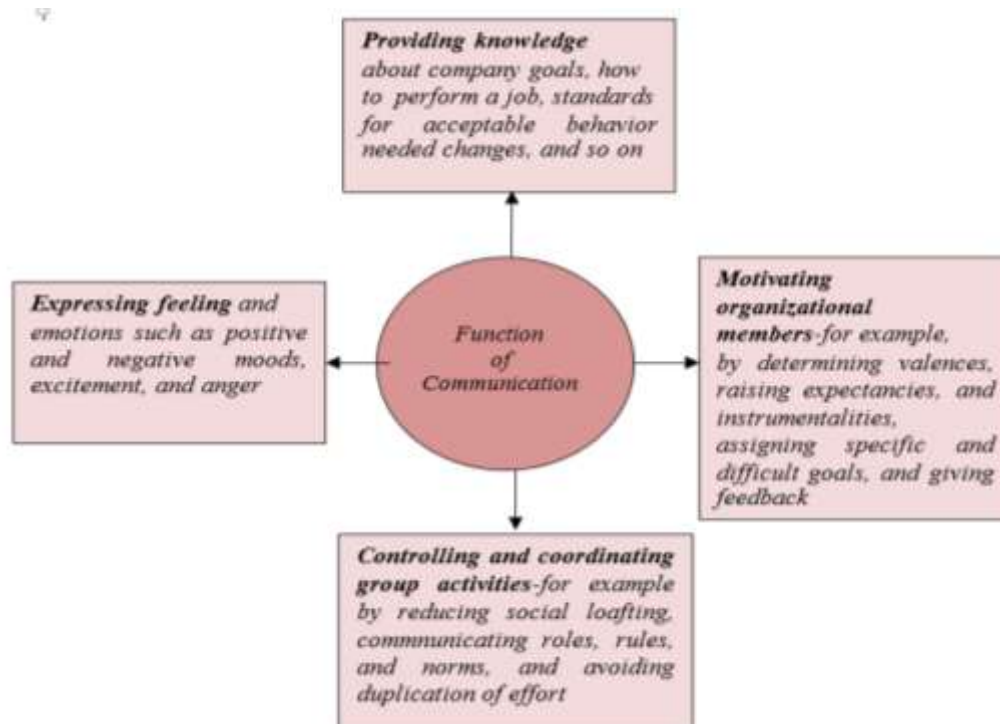 Providing knowledge
about company goals, how
to perform a job, standards
for acceptable behavior
needed changes, and so on
Expressing feeling and
emotions such as positive
and negative moods,
excitement, and anger
Function
of
Communication
Motivating
organizational
members-for example,
by determining valences,
raising expectancies, and
instrumentalities,
assigning specific and
difficult goals, and giving
feedback
Controlling and coordinating
group activities-for example
by reducing social loafting,
commnunicating roles, rules,
and norms, and avoiding
duplication of effort